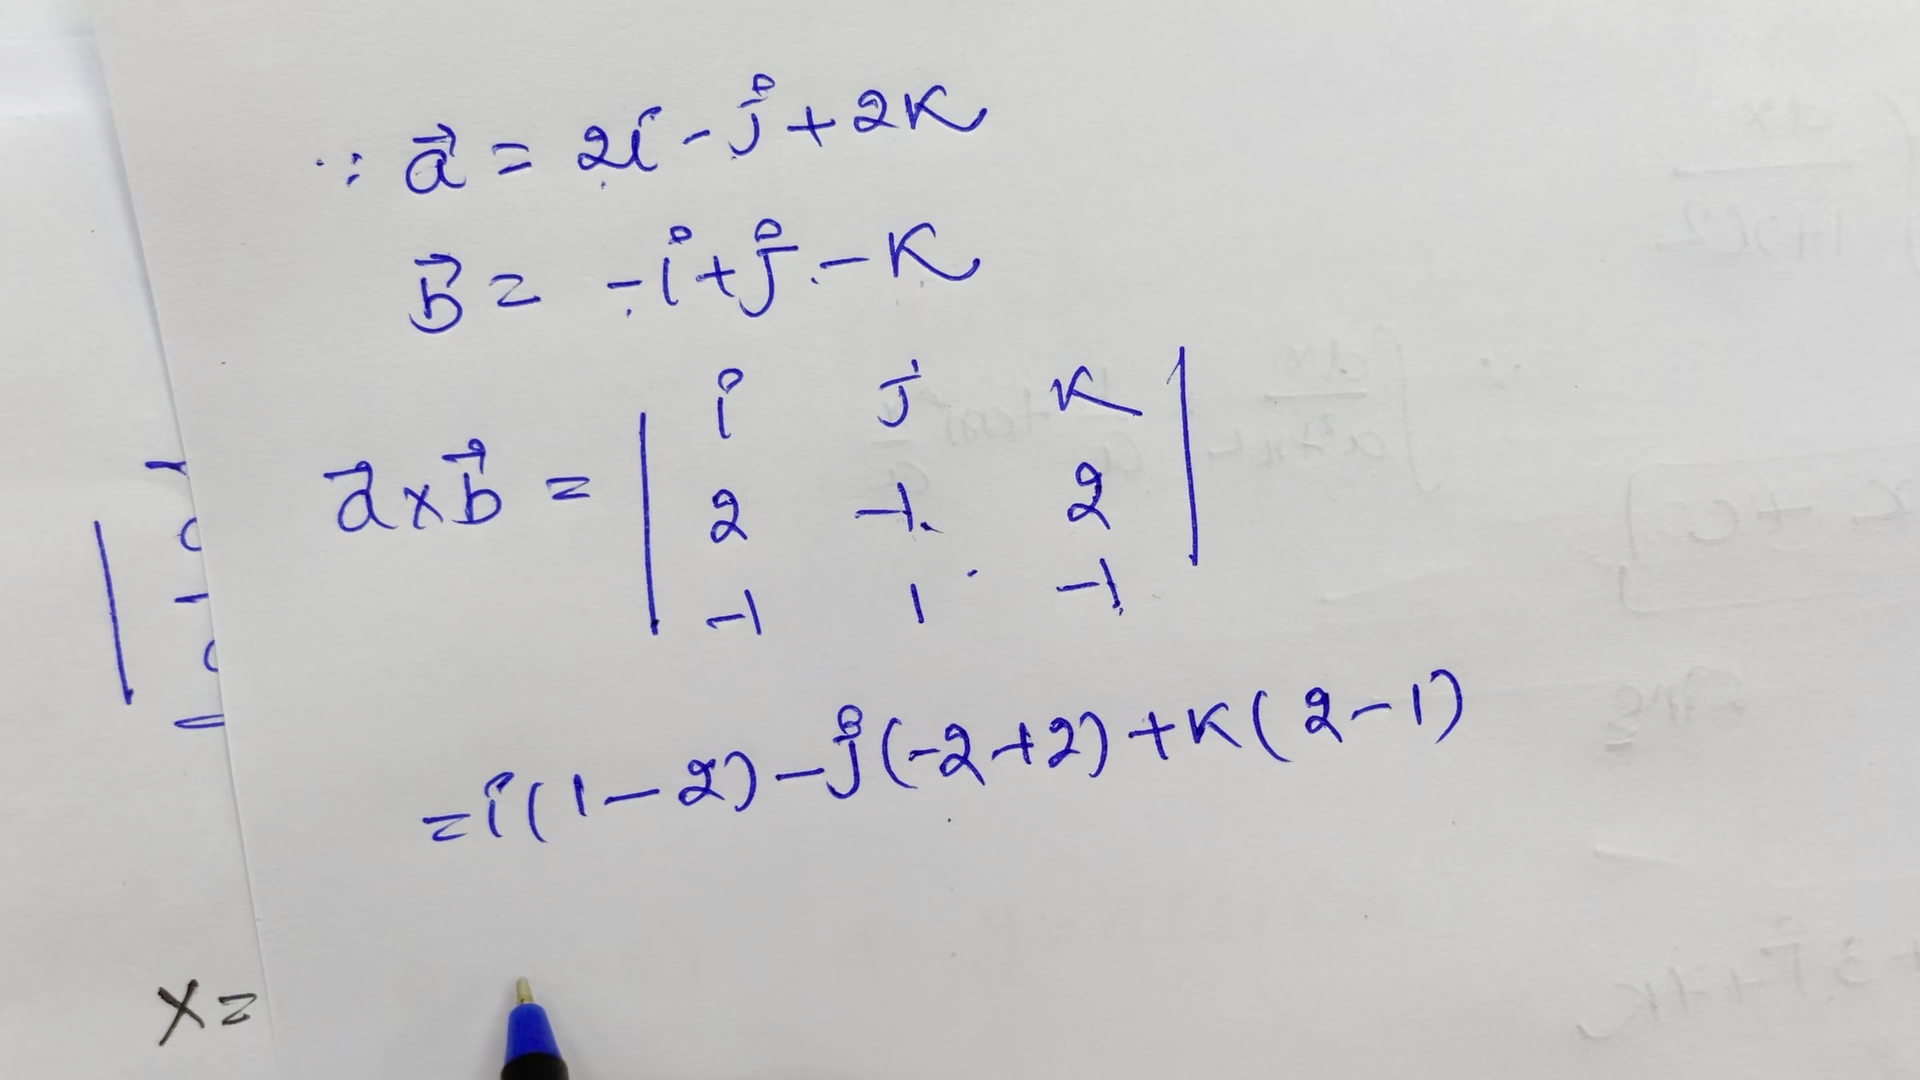 ∵ a⃗ = 2i - j + 2k
b⃗ = -i + j - k
a⃗ × b⃗ = | i j k |
| 2 -1 2 |
| -1 1 -1 |
= i(1-2) - j(-2+2) + k(2-1)
x=